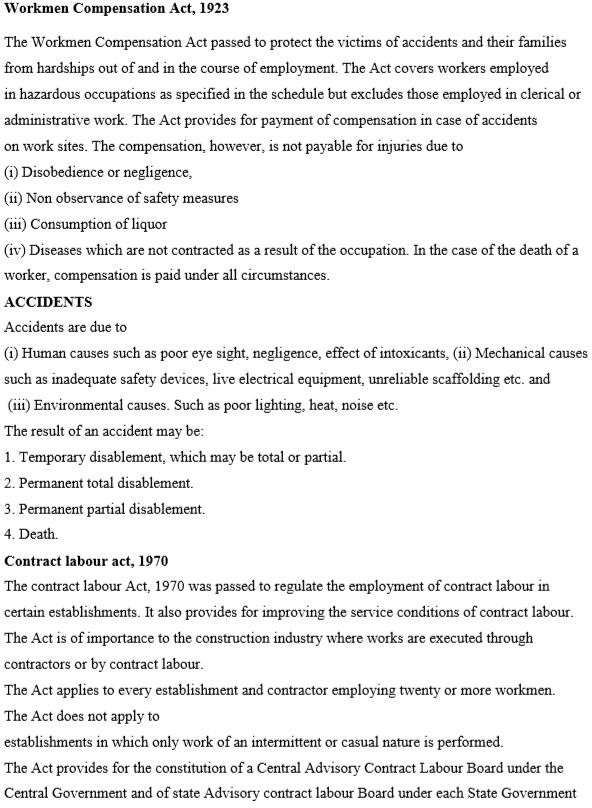 Workmen Compensation Act, 1923
The Workmen Compensation Act passed to protect the victims of accidents and their families
from hardships out of and in the course of employment. The Act covers workers employed
in hazardous occupations as specified in the schedule but excludes those employed in clerical or
administrative work. The Act provides for payment of compensation in case of accidents
on work sites. The compensation, however, is not payable for injuries due to
(i) Disobedience or negligence,
(ii) Non observance of safety measures
(iii) Consumption of liquor
(iv) Diseases which are not contracted as a result of the occupation. In the case of the death of a
worker, compensation is paid under all circumstances.
ACCIDENTS
Accidents are due to
(i) Human causes such as poor eye sight, negligence, effect of intoxicants, (ii) Mechanical causes
such as inadequate safety devices, live electrical equipment, unreliable scaffolding etc. and
(iii) Environmental causes. Such as poor lighting, heat, noise etc.
The result of an accident may be:
1. Temporary disablement, which may be total or partial.
2. Permanent total disablement.
3. Permanent partial disablement.
4. Death.
Contract labour act, 1970
The contract labour Act, 1970 was passed to regulate the employment of contract labour in
certain establishments. It also provides for improving the service conditions of contract labour.
The Act is of importance to the construction industry where works are executed through
contractors or by contract labour.
The Act applies to every establishment and contractor employing twenty or more workmen.
The Act does not apply to
establishments in which only work of an intermittent or casual nature is performed.
The Act provides for the constitution of a Central Advisory Contract Labour Board under the
Central Government and of state Advisory contract labour Board under each State Government